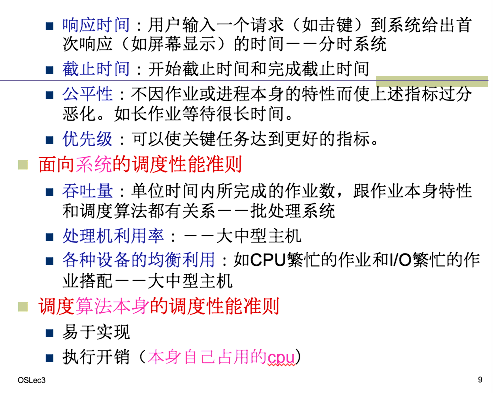 响应时间：用户输入一个请求（如击键）到系统给出首
次响应（如屏幕显示）的时间－－分时系统
截止时间：开始截止时间和完成截止时间
公平性：不因作业或进程本身的特性而使上述指标过分
恶化。如长作业等待很长时间。
优先级：可以使关键任务达到更好的指标。
面向系统的调度性能准则
吞吐量：单位时间内所完成的作业数，跟作业本身特性
和调度算法都有关系－－批处理系统
处理机利用率：－－大中型主机
各种设备的均衡利用：如CPU繁忙的作业和I/O繁忙的作
业搭配－－大中型主机
调度算法本身的调度性能准则
易于实现
执行开销（本身自己占用的cpu)
OSLec3
9